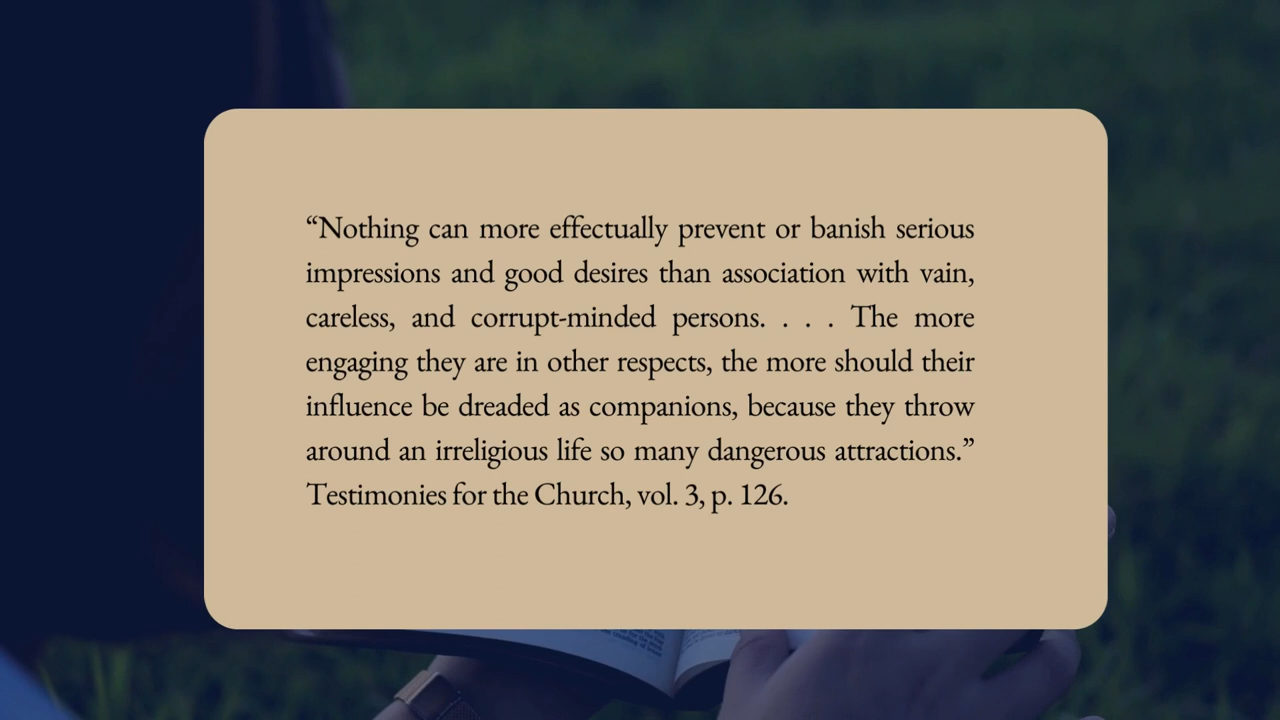 “Nothing can more effectually prevent or banish serious
impressions and good desires than association with vain,
careless, and corrupt-minded persons. . . . The more
engaging they are in other respects, the more should their
influence be dreaded as companions, because they throw
around an irreligious life so many dangerous attractions.”
Testimonies for the Church, vol. 3, p. 126.